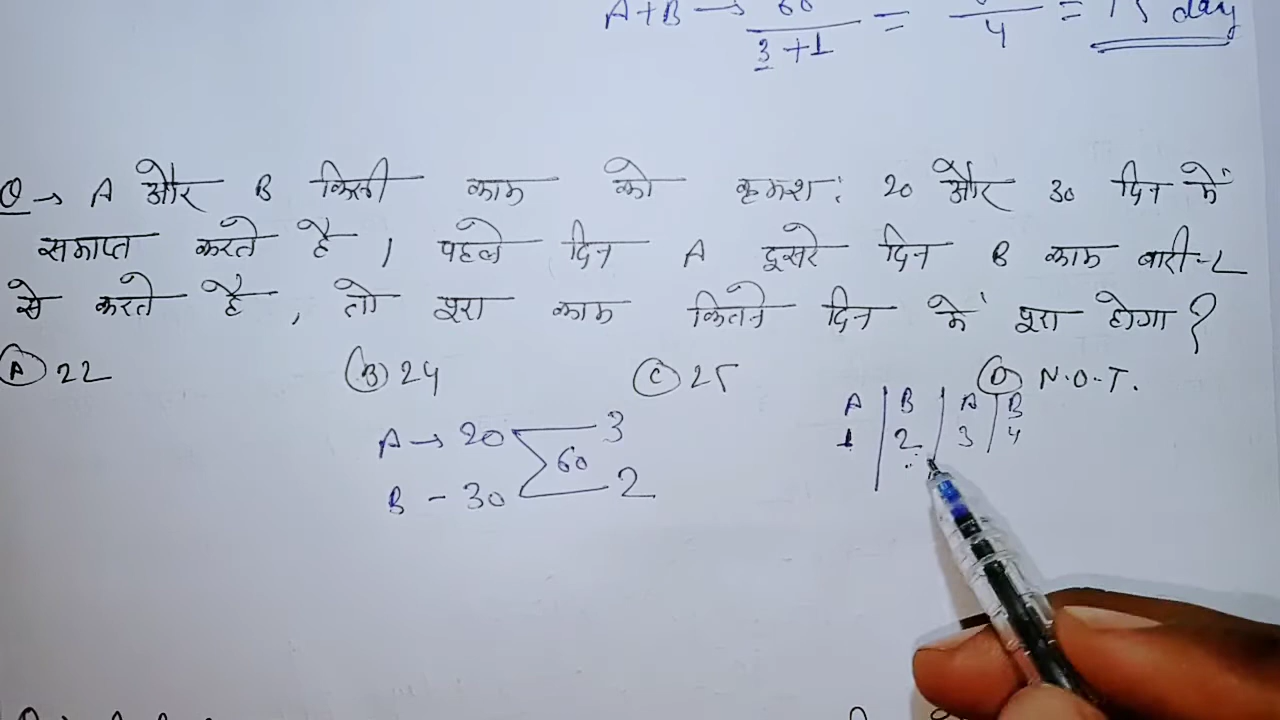 A+B → 60 / 3+1 = / 4 = 15 day
Q → A और B किसी काम को क्रमश: 20 और 30 दिन में
समाप्त करते है । पहले दिन A दूसरे दिन B काम बारी-2
से करते है , तो पूरा काम कितने दिन में पूरा होगा ?
(A) 22 (B) 24 (C) 25 (D) N.O.T.
A | B | A | B
1 | 2 | 3 | 4
A → 20 60 3
B - 30 2